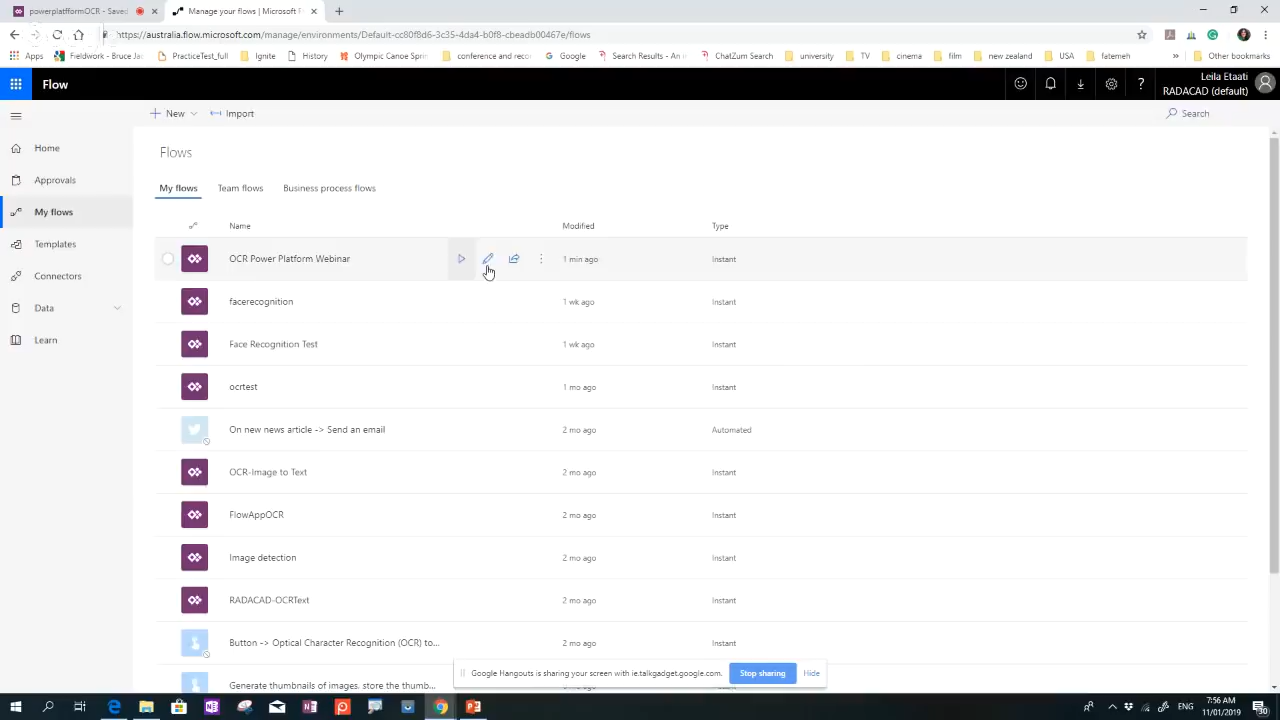 powerplattformOCR - Saved
Manage your flows | Microsoft F
https://australia.flow.microsoft.com/manage/environments/Default-cc80f8d6-3c35-4da4-b0f8-cbeadb00467e/flows
Apps
Fieldwork - Bruce Ja
PracticeTest_full
Ignite
History
Olympic Canoe Sprin
conference and reco
Google
Search Results - An o
ChatZum Search
university
TV
cinema
film
new zealand
USA
fatemeh
»
Other bookmarks
Flow
?
Leila Etaati
RADACAD (default)
New
Import
Search
Home
Approvals
My flows
Templates
Connectors
Data
Learn
Flows
My flows
Team flows
Business process flows
Name Modified Type
OCR Power Platform Webinar 1 min ago Instant
facerecognition 1 wk ago Instant
Face Recognition Test 1 wk ago Instant
ocrtest 1 mo ago Instant
On new news article -> Send an email 2 mo ago Automated
OCR-Image to Text 2 mo ago Instant
FlowAppOCR 2 mo ago Instant
Image detection 2 mo ago Instant
RADACAD-OCRText 2 mo ago Instant
Button -> Optical Character Recognition (OCR) to... 2 mo ago Instant
Generate thumbnails of images, store the thumb...
Google Hangouts is sharing your screen with ie.talkgadget.google.com.
Stop sharing
Hide
ENG
7:56 AM
11/01/2019
30